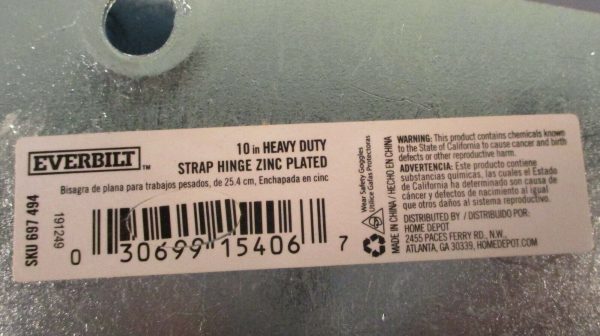 EVERBILT™
10 in HEAVY DUTY
STRAP HINGE ZINC PLATED
Bisagra de plana para trabajos pesados, de 25.4 cm, Enchapada en cinc
SKU 697 494
191249
0 30699 15406 7
Wear Safety Goggles
Utilice Gafas Protectoras
MADE IN CHINA / HECHO EN CHINA
WARNING: This product contains chemicals known
to the State of California to cause cancer and birth
defects or other reproductive harm.
ADVERTENCIA: Este producto contiene
substancias químicas, las cuales el Estado
de California ha determinado son causa de
cáncer y defectos de nacimiento al igual
que otros daños al sistema reproductivo.
DISTRIBUTED BY / DISTRIBUIDO POR:
HOME DEPOT
2455 PACES FERRY RD., N.W.,
ATLANTA, GA 30339, HOMEDEPOT.COM